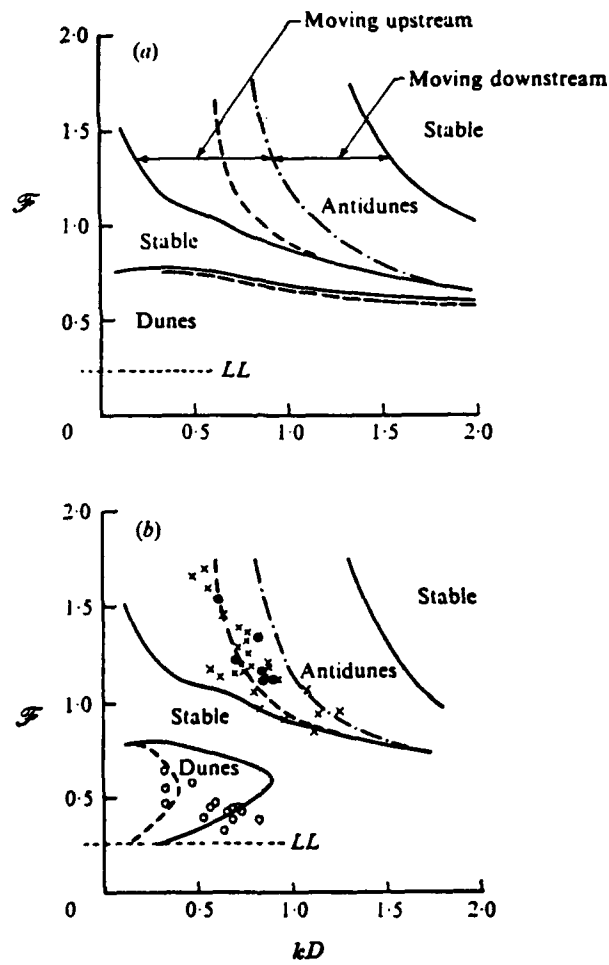 2·0
(a)
Moving upstream
Moving downstream
Stable
1·5
ℱ
Antidunes
1·0
Stable
Dunes
0·5
LL
0
0·5
1·0
1·5
2·0
2·0
(b)
1·5
Stable
ℱ
Antidunes
1·0
Stable
Dunes
0·5
LL
0
0·5
1·0
1·5
2·0
kD